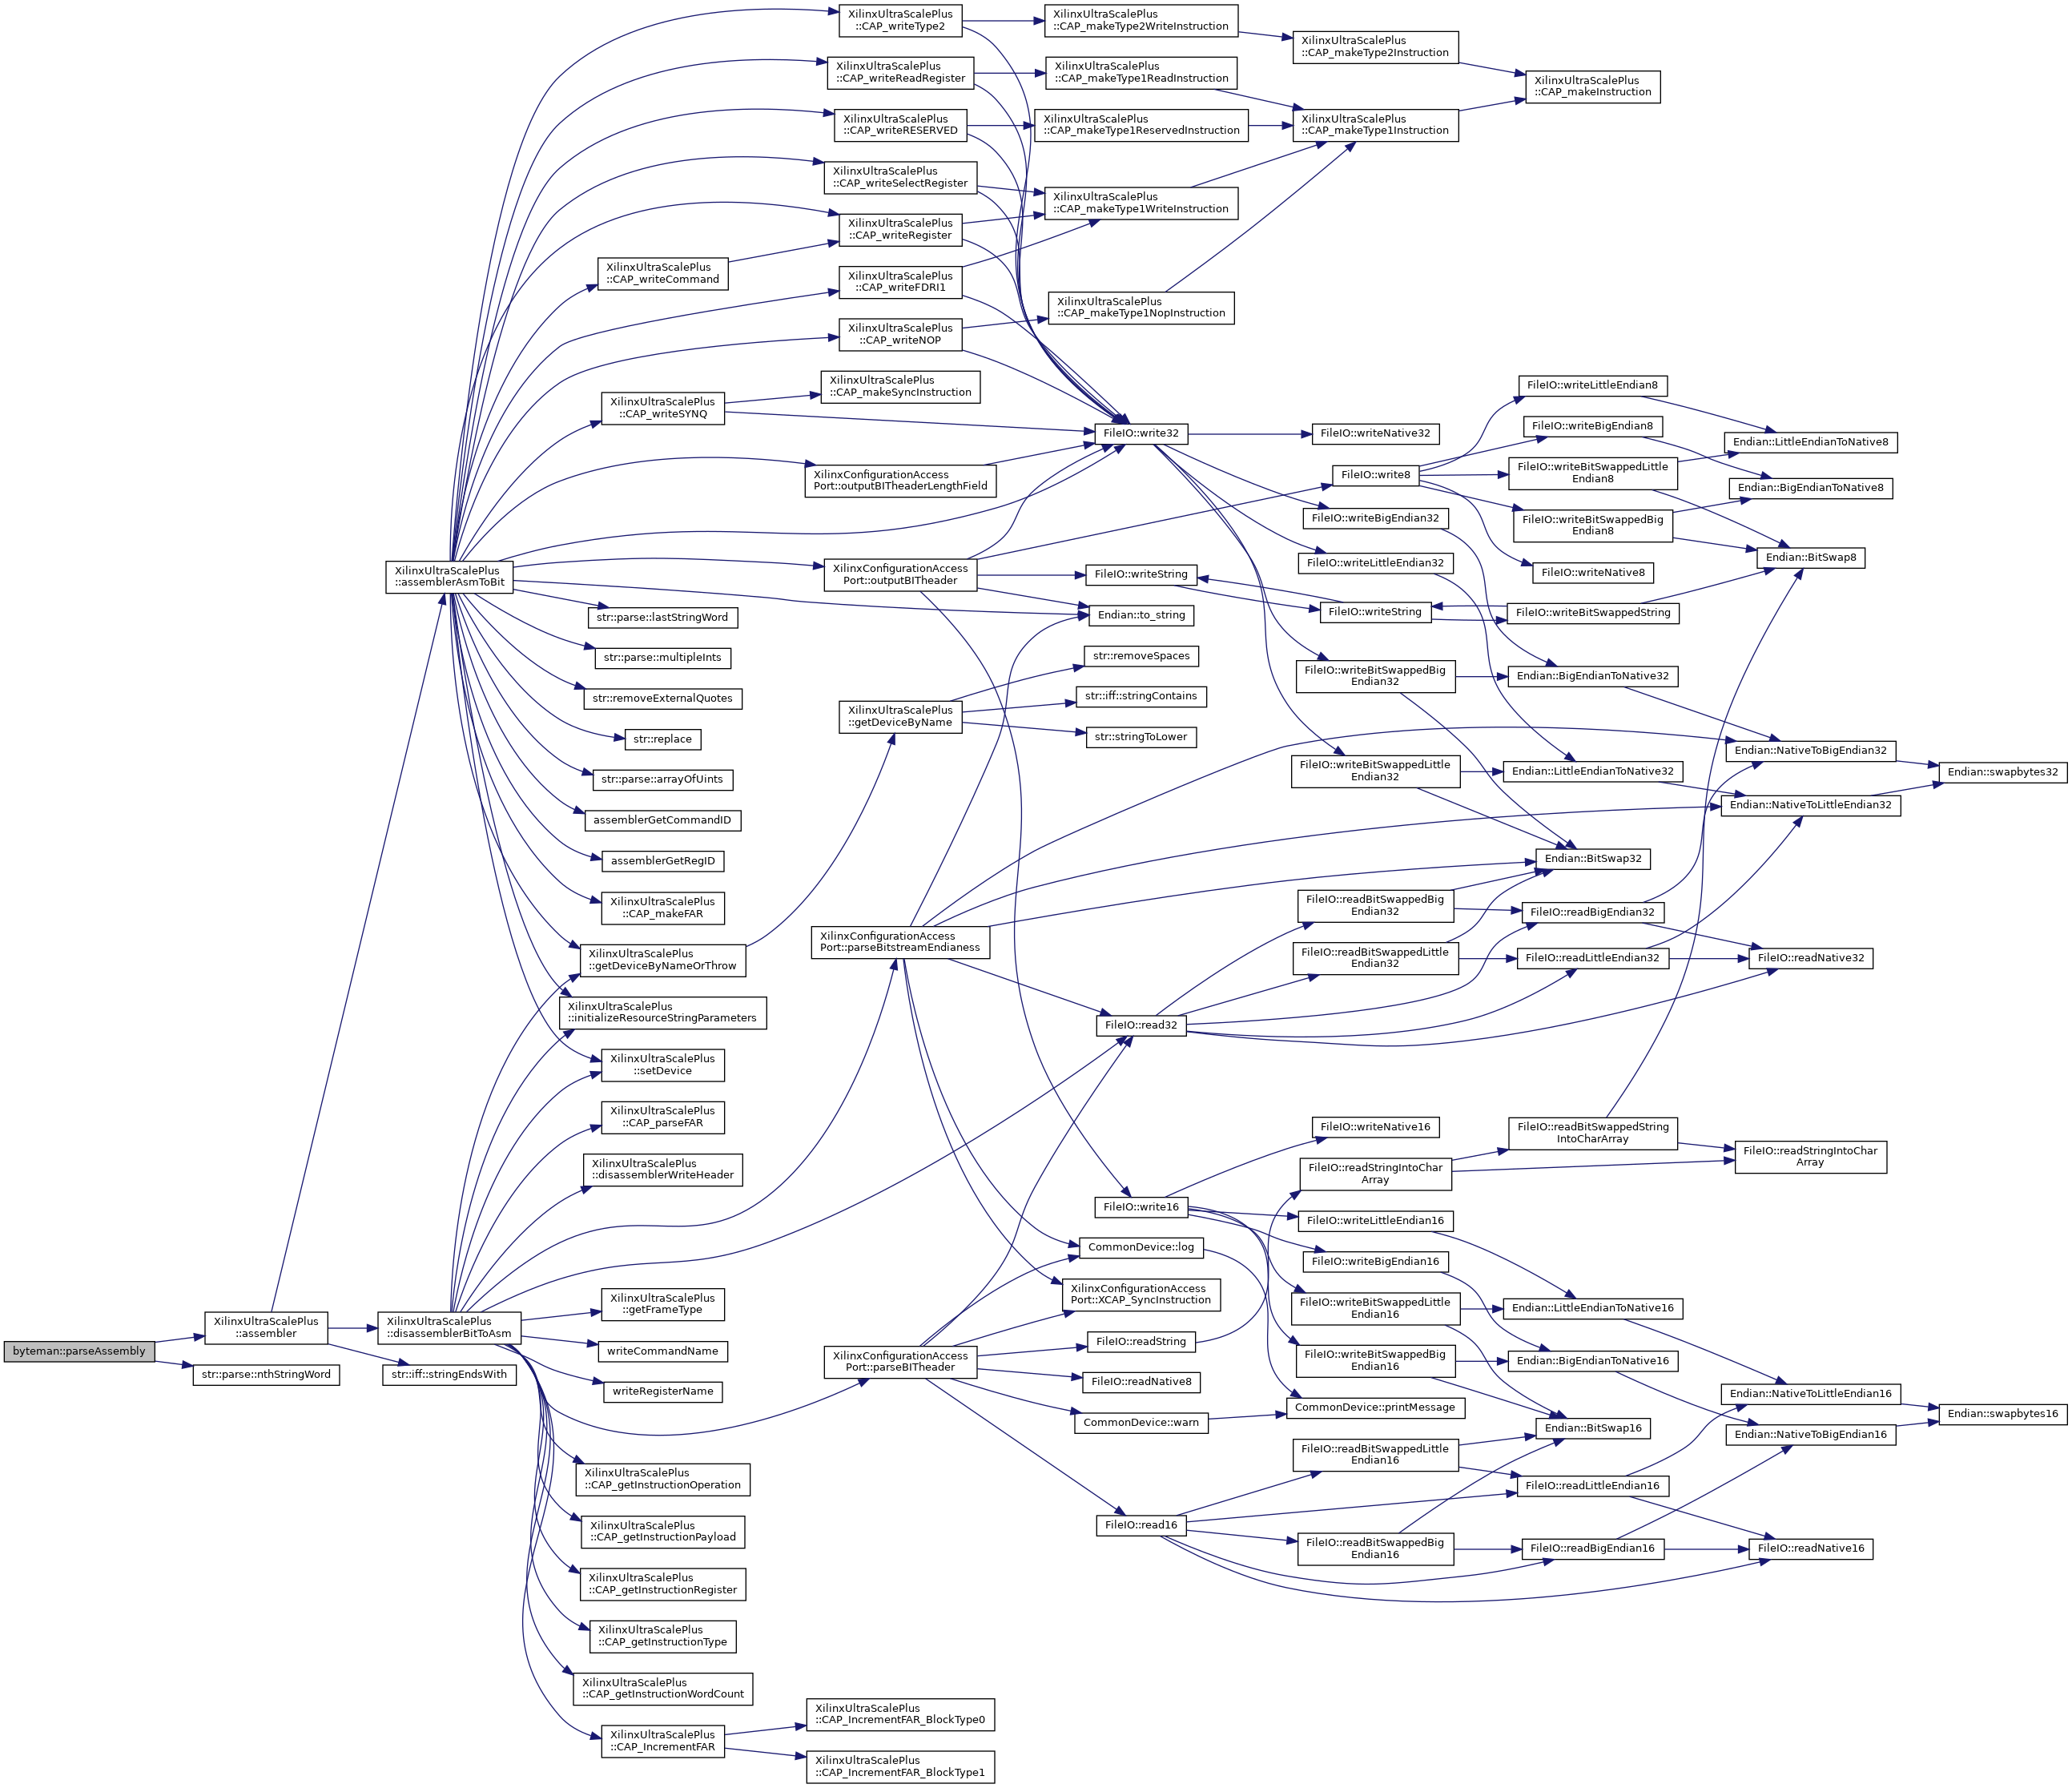 byteman::parseAssembly
XilinxUltraScalePlus
::assembler
str::parse::nthStringWord
XilinxUltraScalePlus
::assemblerAsmToBit
XilinxUltraScalePlus
::disassemblerBitToAsm
str::iff::stringEndsWith
XilinxUltraScalePlus
::CAP_writeCommand
XilinxUltraScalePlus
::CAP_writeSYNQ
str::parse::lastStringWord
str::parse::multipleInts
str::removeExternalQuotes
str::replace
str::parse::arrayOfUints
assemblerGetCommandID
assemblerGetRegID
XilinxUltraScalePlus
::CAP_makeFAR
XilinxUltraScalePlus
::getDeviceByNameOrThrow
XilinxUltraScalePlus
::initializeResourceStringParameters
XilinxUltraScalePlus
::setDevice
XilinxUltraScalePlus
::CAP_parseFAR
XilinxUltraScalePlus
::disassemblerWriteHeader
XilinxUltraScalePlus
::getFrameType
writeCommandName
writeRegisterName
XilinxUltraScalePlus
::CAP_getInstructionOperation
XilinxUltraScalePlus
::CAP_getInstructionPayload
XilinxUltraScalePlus
::CAP_getInstructionRegister
XilinxUltraScalePlus
::CAP_getInstructionType
XilinxUltraScalePlus
::CAP_getInstructionWordCount
XilinxUltraScalePlus
::CAP_IncrementFAR
XilinxUltraScalePlus
::CAP_writeType2
XilinxUltraScalePlus
::CAP_writeReadRegister
XilinxUltraScalePlus
::CAP_writeRESERVED
XilinxUltraScalePlus
::CAP_writeSelectRegister
XilinxUltraScalePlus
::CAP_writeRegister
XilinxUltraScalePlus
::CAP_writeFDRI1
XilinxUltraScalePlus
::CAP_writeNOP
XilinxUltraScalePlus
::CAP_makeSyncInstruction
XilinxConfigurationAccess
Port::outputBITheaderLengthField
XilinxConfigurationAccess
Port::outputBITheader
XilinxUltraScalePlus
::getDeviceByName
XilinxConfigurationAccess
Port::parseBitstreamEndianess
XilinxConfigurationAccess
Port::parseBITheader
XilinxUltraScalePlus
::CAP_IncrementFAR_BlockType0
XilinxUltraScalePlus
::CAP_IncrementFAR_BlockType1
XilinxUltraScalePlus
::CAP_makeType2WriteInstruction
XilinxUltraScalePlus
::CAP_makeType1ReadInstruction
XilinxUltraScalePlus
::CAP_makeType1ReservedInstruction
XilinxUltraScalePlus
::CAP_makeType1WriteInstruction
XilinxUltraScalePlus
::CAP_makeType1NopInstruction
FileIO::write32
FileIO::writeString
Endian::to_string
str::removeSpaces
str::iff::stringContains
str::stringToLower
FileIO::read32
FileIO::write16
CommonDevice::log
XilinxConfigurationAccess
Port::XCAP_SyncInstruction
FileIO::readString
FileIO::readNative8
CommonDevice::warn
FileIO::read16
XilinxUltraScalePlus
::CAP_makeType2Instruction
XilinxUltraScalePlus
::CAP_makeType1Instruction
FileIO::writeNative32
FileIO::write8
FileIO::writeBigEndian32
FileIO::writeLittleEndian32
FileIO::writeString
FileIO::writeBitSwappedBig
Endian32
FileIO::writeBitSwappedLittle
Endian32
FileIO::readBitSwappedBig
Endian32
FileIO::readBitSwappedLittle
Endian32
FileIO::writeNative16
FileIO::readStringIntoChar
Array
FileIO::writeLittleEndian16
FileIO::writeBigEndian16
FileIO::writeBitSwappedLittle
Endian16
FileIO::writeBitSwappedBig
Endian16
CommonDevice::printMessage
FileIO::readBitSwappedLittle
Endian16
FileIO::readBitSwappedBig
Endian16
XilinxUltraScalePlus
::CAP_makeInstruction
FileIO::writeLittleEndian8
FileIO::writeBigEndian8
FileIO::writeBitSwappedLittle
Endian8
FileIO::writeBitSwappedBig
Endian8
FileIO::writeNative8
FileIO::writeBitSwappedString
Endian::BigEndianToNative32
Endian::LittleEndianToNative32
Endian::BitSwap32
FileIO::readBigEndian32
FileIO::readLittleEndian32
FileIO::readBitSwappedString
IntoCharArray
Endian::LittleEndianToNative16
Endian::BigEndianToNative16
Endian::BitSwap16
FileIO::readLittleEndian16
FileIO::readBigEndian16
Endian::LittleEndianToNative8
Endian::BigEndianToNative8
Endian::BitSwap8
Endian::NativeToBigEndian32
Endian::NativeToLittleEndian32
FileIO::readNative32
FileIO::readStringIntoChar
Array
Endian::NativeToLittleEndian16
Endian::NativeToBigEndian16
FileIO::readNative16
Endian::swapbytes32
Endian::swapbytes16